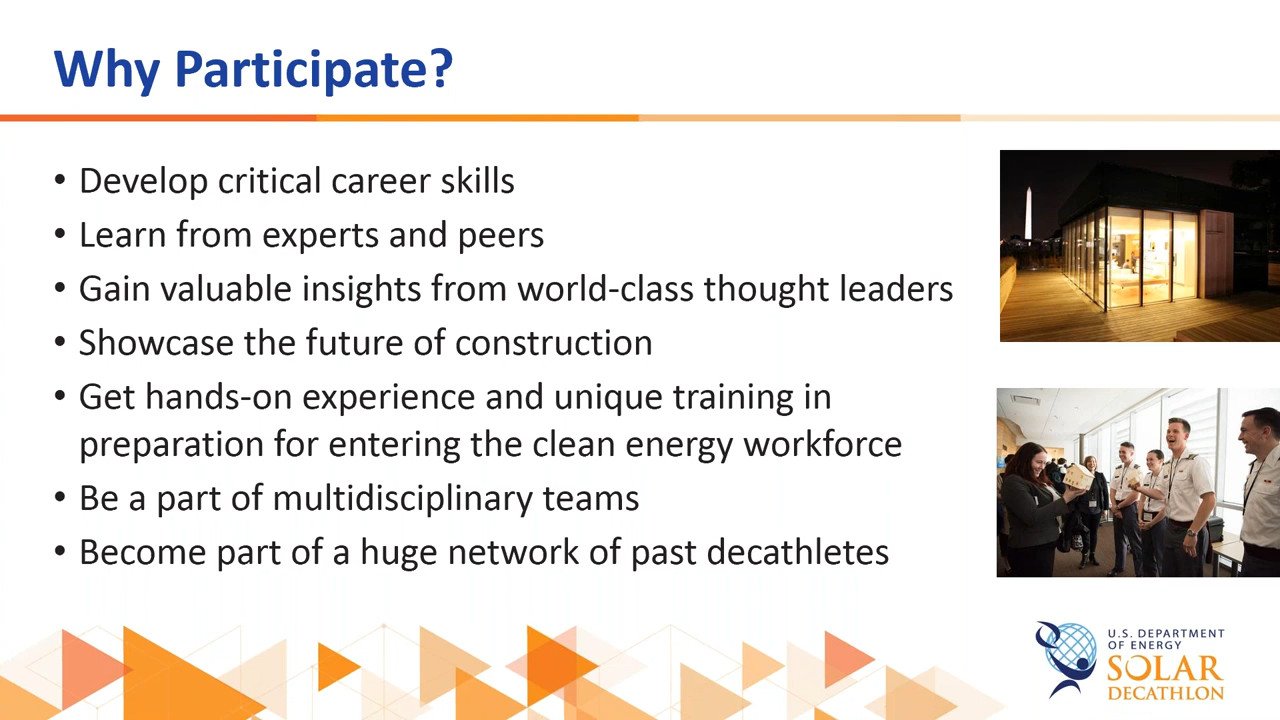 Why Participate?
• Develop critical career skills
• Learn from experts and peers
• Gain valuable insights from world-class thought leaders
• Showcase the future of construction
• Get hands-on experience and unique training in
preparation for entering the clean energy workforce
• Be a part of multidisciplinary teams
• Become part of a huge network of past decathletes
U.S. DEPARTMENT
OF ENERGY
SOLAR
DECATHLON